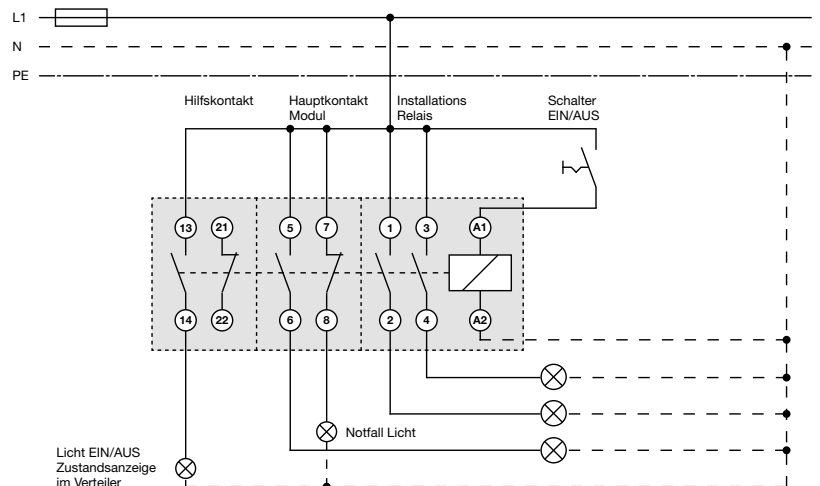 L1
N
PE
Hilfskontakt
Hauptkontakt
Modul
Installations
Relais
Schalter
EIN/AUS
13 21 5 7 1 3 A1
14 22 6 8 2 4 A2
Notfall Licht
Licht EIN/AUS
Zustandsanzeige
im Verteiler